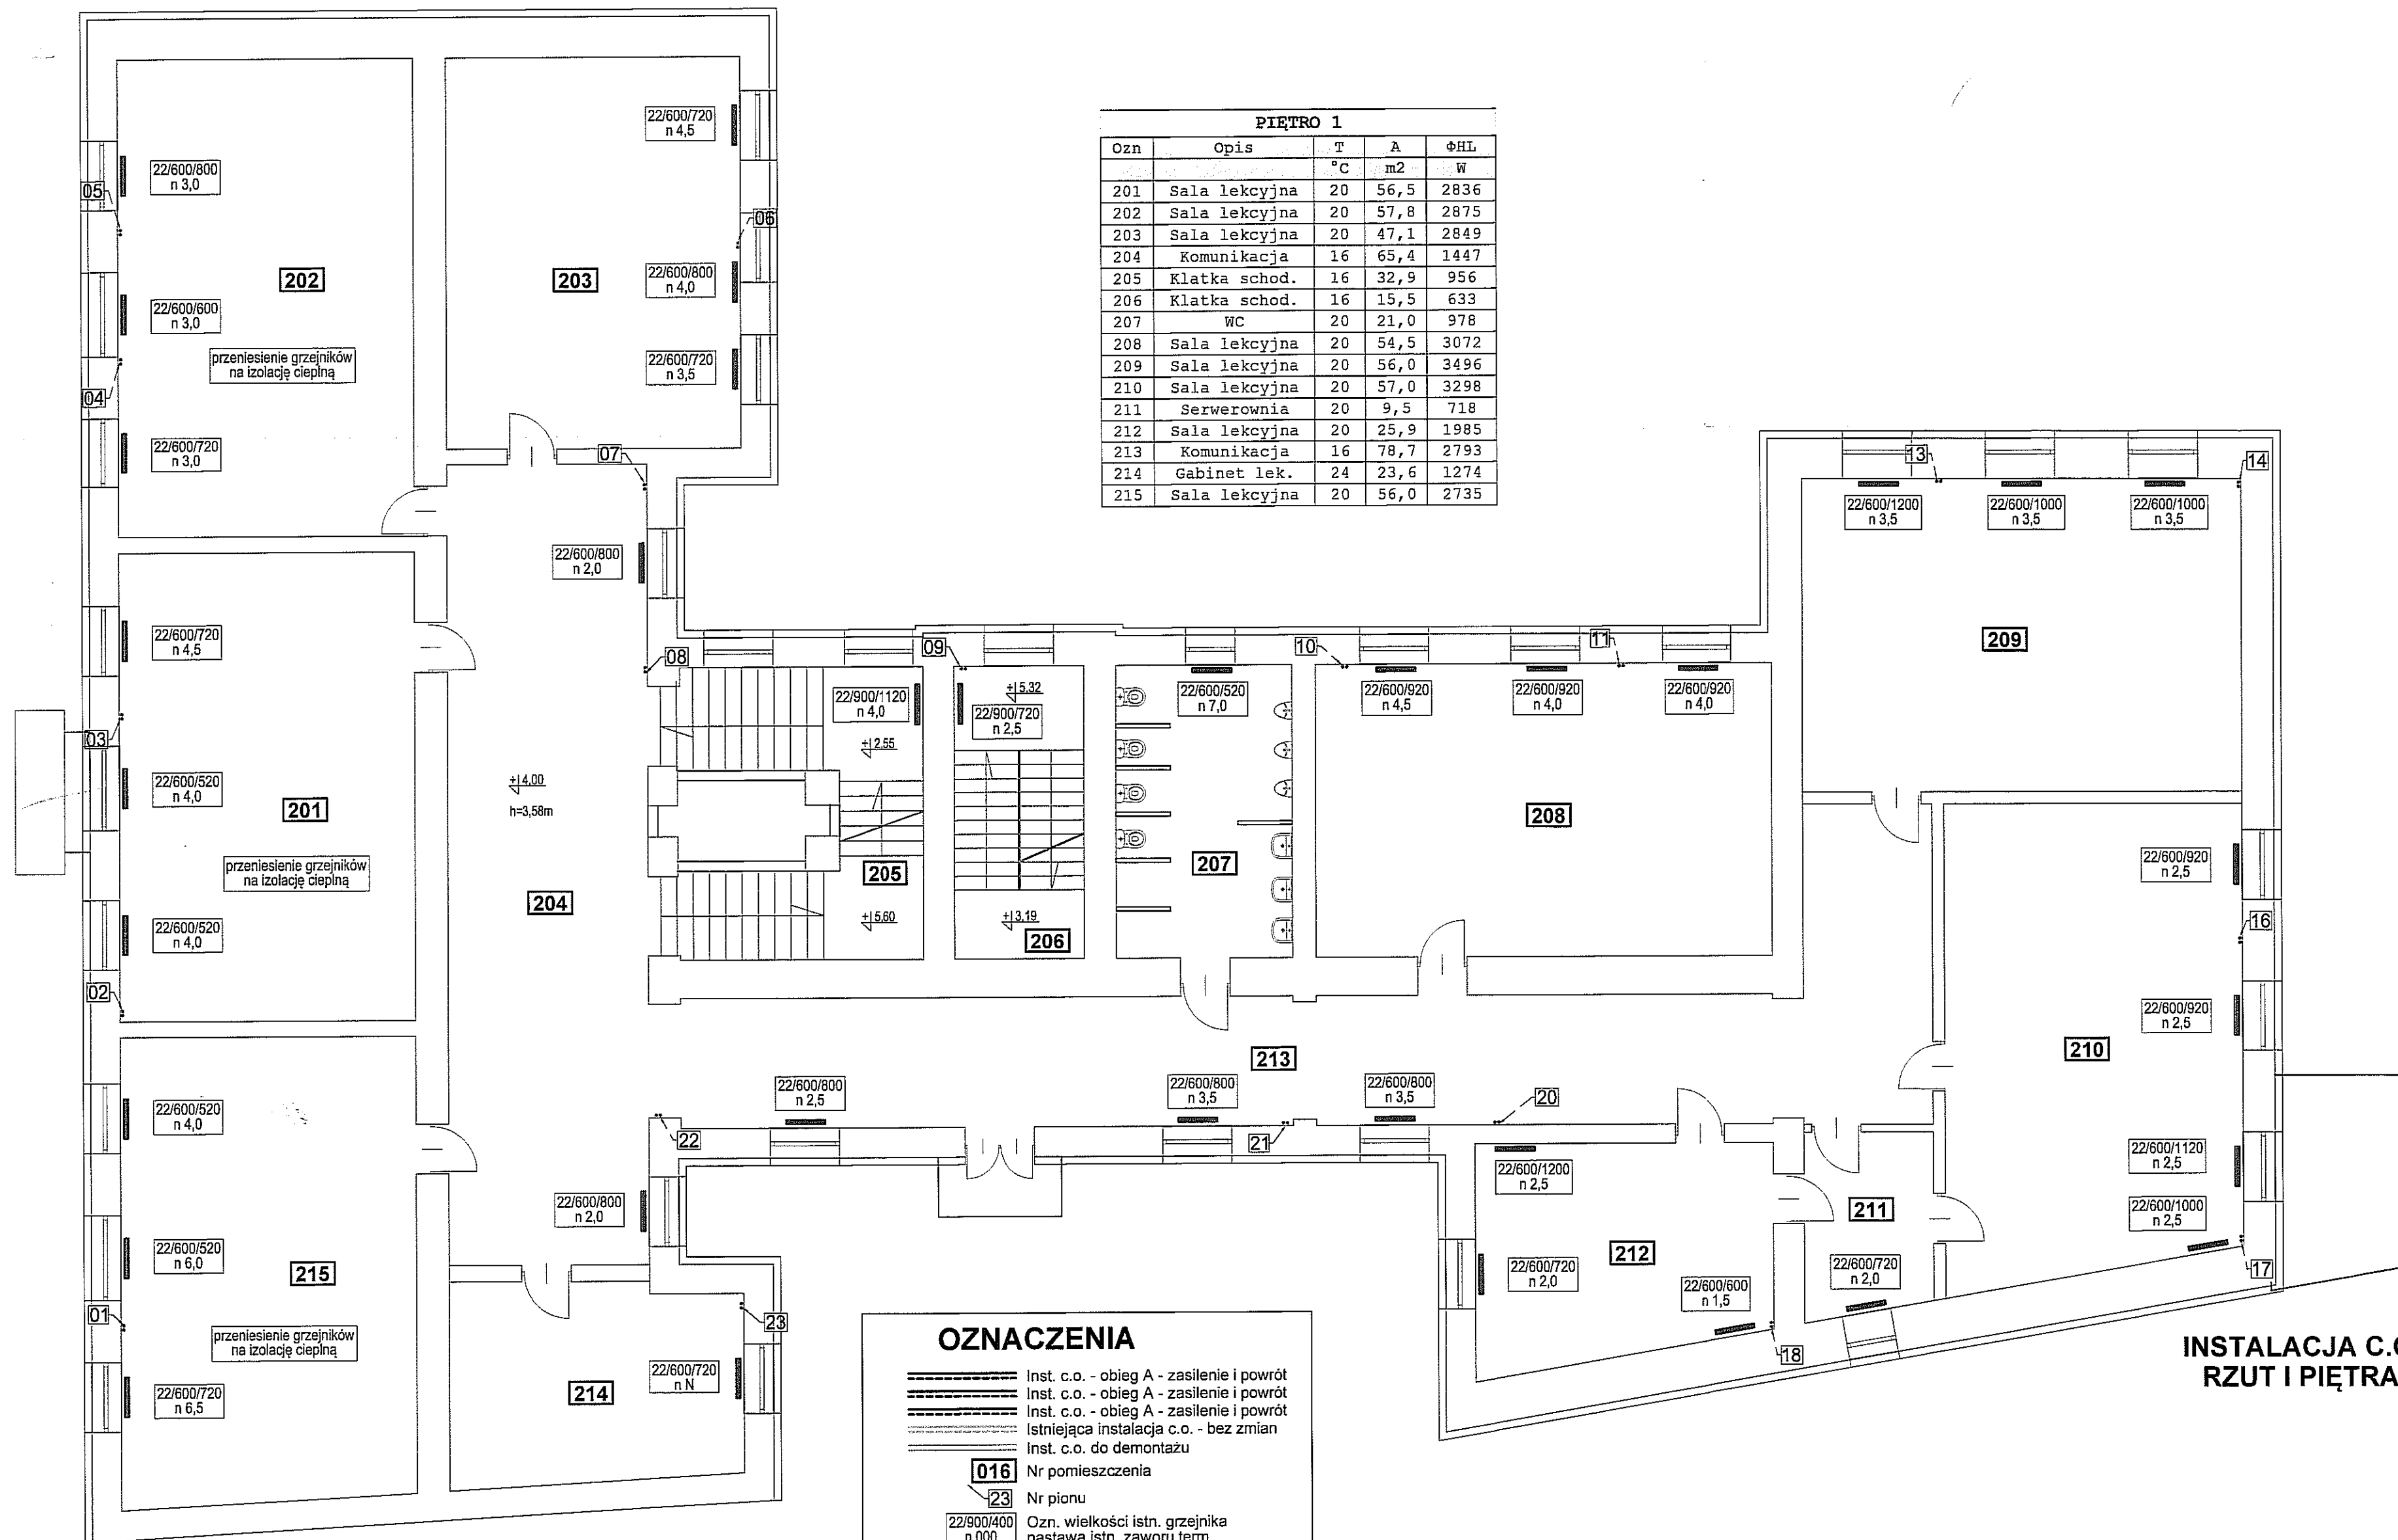 PIĘTRO 1
Ozn Opis T A ΦHL
°C m2 W
201 Sala lekcyjna 20 56,5 2836
202 Sala lekcyjna 20 57,8 2875
203 Sala lekcyjna 20 47,1 2849
204 Komunikacja 16 65,4 1447
205 Klatka schod. 16 32,9 956
206 Klatka schod. 16 15,5 633
207 WC 20 21,0 978
208 Sala lekcyjna 20 54,5 3072
209 Sala lekcyjna 20 56,0 3496
210 Sala lekcyjna 20 57,0 3298
211 Serwerownia 20 9,5 718
212 Sala lekcyjna 20 25,9 1985
213 Komunikacja 16 78,7 2793
214 Gabinet lek. 24 23,6 1274
215 Sala lekcyjna 20 56,0 2735
22/600/800
n 3,0
05
202
22/600/600
n 3,0
przeniesienie grzejników
na izolację cieplną
04
22/600/720
n 3,0
22/600/720
n 4,5
06
203
22/600/800
n 4,0
22/600/720
n 3,5
07
22/600/800
n 2,0
08
22/600/720
n 4,5
03
22/600/520
n 4,0
201
przeniesienie grzejników
na izolację cieplną
22/600/520
n 4,0
02
+4,00
h=3,58m
204
22/900/1120
n 4,0
+2.55
205
+5,60
09
+5.32
22/900/720
n 2,5
+3,19
206
22/600/520
n 7,0
207
10
11
22/600/920
n 4,5
22/600/920
n 4,0
22/600/920
n 4,0
208
13
14
22/600/1200
n 3,5
22/600/1000
n 3,5
22/600/1000
n 3,5
209
22/600/920
n 2,5
16
22/600/920
n 2,5
210
22/600/1120
n 2,5
22/600/1000
n 2,5
17
213
22/600/800
n 2,5
22/600/800
n 3,5
22/600/800
n 3,5
20
21
22
22/600/1200
n 2,5
22/600/720
n 2,0
212
22/600/600
n 1,5
18
211
22/600/720
n 2,0
22/600/520
n 4,0
22/600/520
n 6,0
215
01
przeniesienie grzejników
na izolację cieplną
22/600/720
n 6,5
22/600/800
n 2,0
23
22/600/720
n N
214
OZNACZENIA
Inst. c.o. - obieg A - zasilenie i powrót
Inst. c.o. - obieg A - zasilenie i powrót
Inst. c.o. - obieg A - zasilenie i powrót
Istniejąca instalacja c.o. - bez zmian
Inst. c.o. do demontażu
016 Nr pomieszczenia
23 Nr pionu
22/900/400 Ozn. wielkości istn. grzejnika
n 000 nastawa istn. zaworu term.
INSTALACJA C.O
RZUT I PIĘTRA